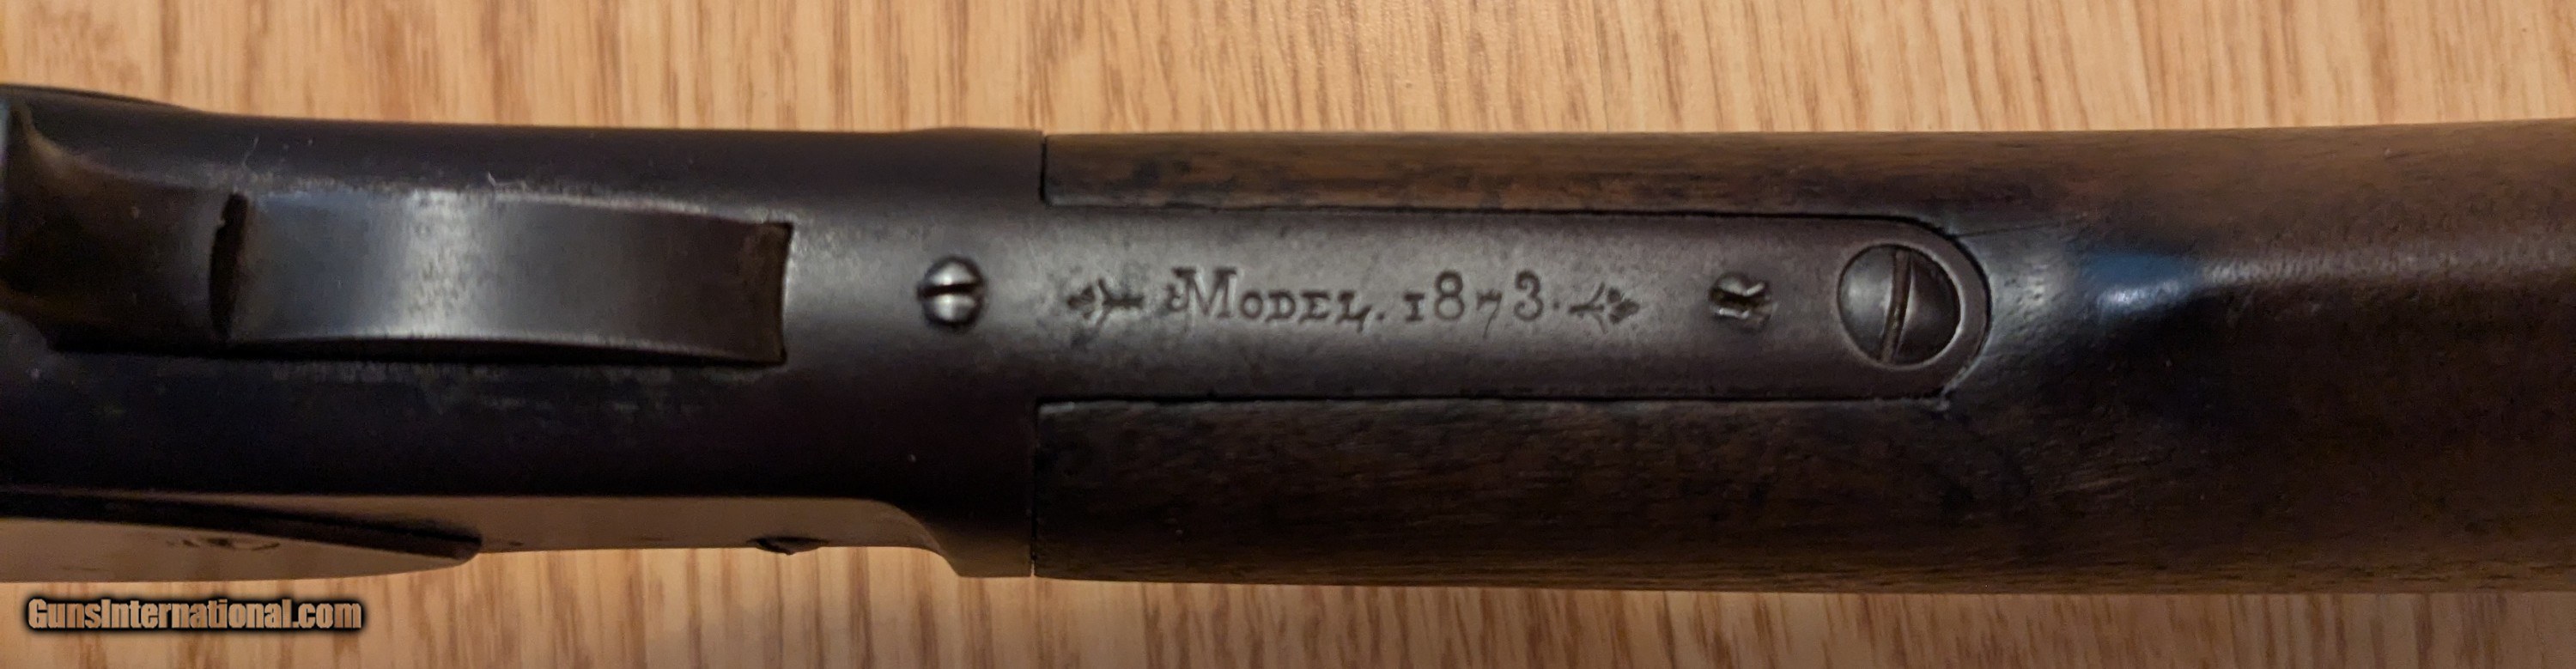 Model. 1873.
R
GunsInternational.com